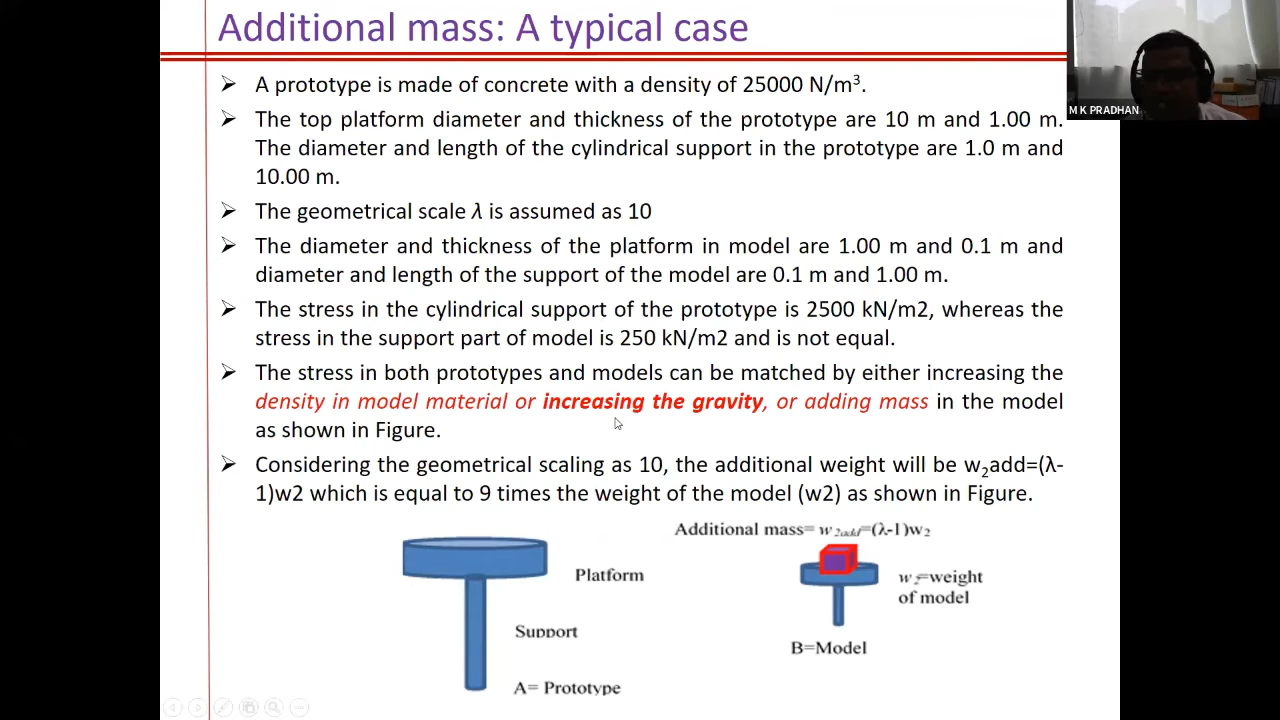 Additional mass: A typical case
M K PRADHAN
➢ A prototype is made of concrete with a density of 25000 N/m³.
➢ The top platform diameter and thickness of the prototype are 10 m and 1.00 m.
The diameter and length of the cylindrical support in the prototype are 1.0 m and
10.00 m.
➢ The geometrical scale λ is assumed as 10
➢ The diameter and thickness of the platform in model are 1.00 m and 0.1 m and
diameter and length of the support of the model are 0.1 m and 1.00 m.
➢ The stress in the cylindrical support of the prototype is 2500 kN/m2, whereas the
stress in the support part of model is 250 kN/m2 and is not equal.
➢ The stress in both prototypes and models can be matched by either increasing the
density in model material or increasing the gravity, or adding mass in the model
as shown in Figure.
➢ Considering the geometrical scaling as 10, the additional weight will be w₂add=(λ-
1)w2 which is equal to 9 times the weight of the model (w2) as shown in Figure.
Additional mass= w₂add=(λ-1)w₂
Platform
w₂=weight
of model
Support
B=Model
A= Prototype